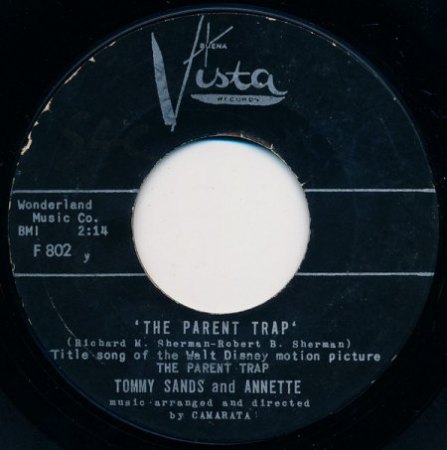 BUENA
Vista
RECORDS
Wonderland
Music Co.
BMI 2:14
F 802 y
'THE PARENT TRAP'
(Richard M. Sherman-Robert B. Sherman)
Title song of the Walt Disney motion picture
THE PARENT TRAP
TOMMY SANDS and ANNETTE
music arranged and directed
by CAMARATA